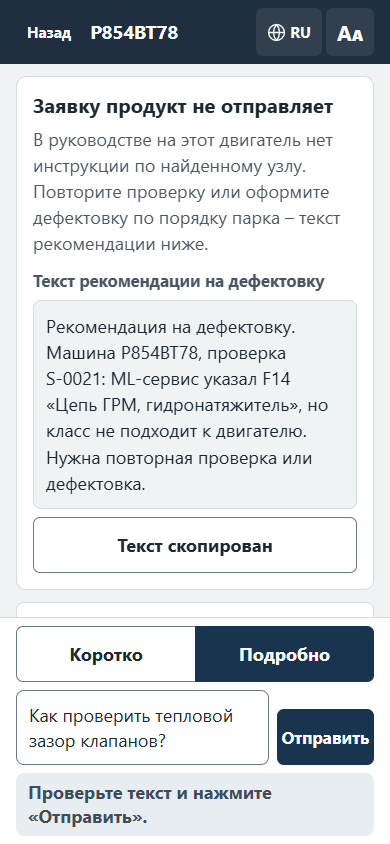 Назад
P854BT78
RU
Aᴀ
Заявку продукт не отправляет
В руководстве на этот двигатель нет
инструкции по найденному узлу.
Повторите проверку или оформите
дефектовку по порядку парка – текст
рекомендации ниже.
Текст рекомендации на дефектовку
Рекомендация на дефектовку.
Машина P854BT78, проверка
S-0021: ML-сервис указал F14
«Цепь ГРМ, гидронатяжитель», но
класс не подходит к двигателю.
Нужна повторная проверка или
дефектовка.
Текст скопирован
Коротко
Подробно
Как проверить тепловой
зазор клапанов?
Отправить
Проверьте текст и нажмите
«Отправить».